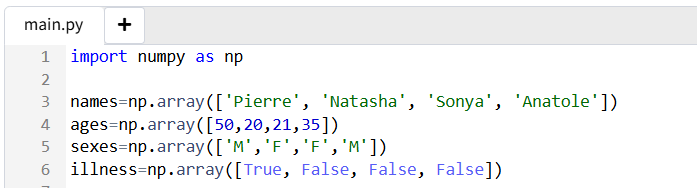 main.py +
1 import numpy as np
2
3 names=np.array(['Pierre', 'Natasha', 'Sonya', 'Anatole'])
4 ages=np.array([50,20,21,35])
5 sexes=np.array(['M','F','F','M'])
6 illness=np.array([True, False, False, False])